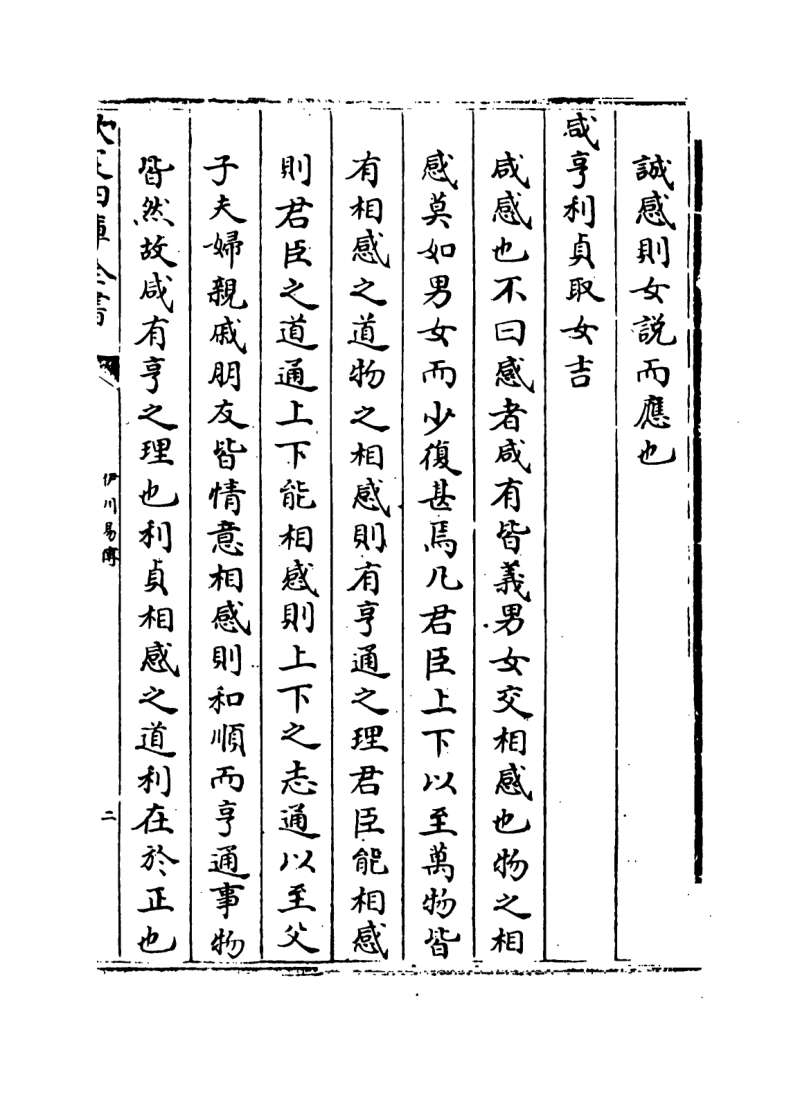 誠感則女說而應也
咸亨利貞取女吉
咸感也不曰感者咸有皆義男女交相感也物之相
感莫如男女而少復甚焉凡君臣上下以至萬物皆
有相感之道物之相感則有亨通之理君臣能相感
則君臣之道通上下能相感則上下之志通以至父
子夫婦親戚朋友皆情意相感則和順而亨通事物
皆然故咸有亨之理也利貞相感之道利在於正也
欽定四庫全書
伊川易傳
二